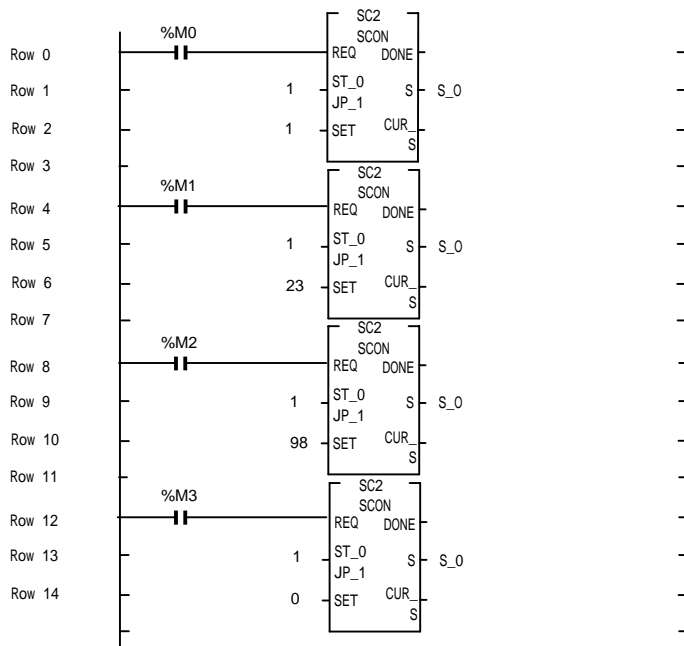 SC2
%M0 SCON
Row 0 REQ DONE
Row 1 1 ST_0 S S_0
JP_1
Row 2 1 SET CUR_
S
Row 3
SC2
%M1 SCON
Row 4 REQ DONE
Row 5 1 ST_0 S S_0
JP_1
Row 6 23 SET CUR_
S
Row 7
SC2
%M2 SCON
Row 8 REQ DONE
Row 9 1 ST_0 S S_0
JP_1
Row 10 98 SET CUR_
S
Row 11
SC2
%M3 SCON
Row 12 REQ DONE
Row 13 1 ST_0 S S_0
JP_1
Row 14 0 SET CUR_
S